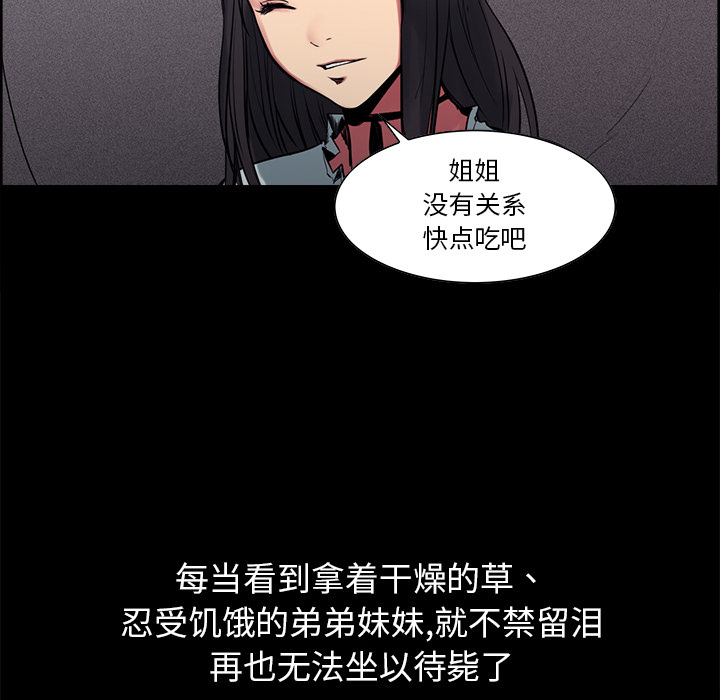 姐姐
没有关系
快点吃吧
每当看到拿着干燥的草、
忍受饥饿的弟弟妹妹,就不禁留泪
再也无法坐以待毙了